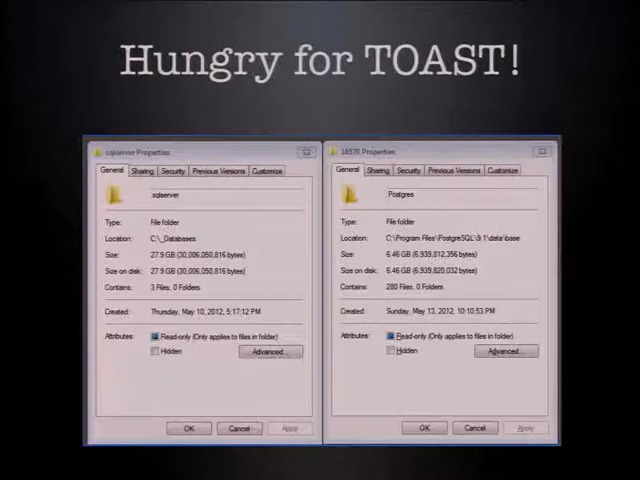 Hungry for TOAST!
sqlserver Properties
General Sharing Security Previous Versions Customize
sqlserver
Type: File folder
Location: C:\_Databases
Size: 27.9 GB (30,006,050,816 bytes)
Size on disk: 27.9 GB (30,006,050,816 bytes)
Contains: 3 Files, 0 Folders
Created: Thursday, May 10, 2012, 5:17:12 PM
Attributes: Read-only (Only applies to files in folder)
Hidden Advanced...
OK Cancel Apply
16570 Properties
General Sharing Security Previous Versions Customize
Postgres
Type: File folder
Location: C:\Program Files\PostgreSQL\9.1\data\base
Size: 6.46 GB (6,939,812,356 bytes)
Size on disk: 6.46 GB (6,939,820,032 bytes)
Contains: 280 Files, 0 Folders
Created: Sunday, May 13, 2012, 10:10:53 PM
Attributes: Read-only (Only applies to files in folder)
Hidden Advanced...
OK Cancel Apply